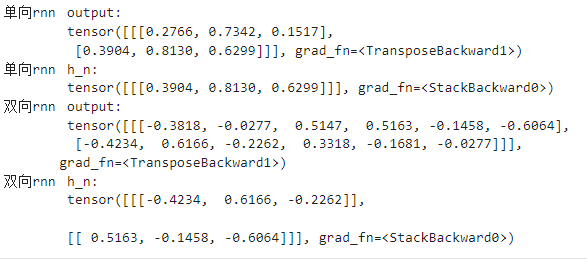 单向rnn output:
tensor([[[0.2766, 0.7342, 0.1517],
[0.3904, 0.8130, 0.6299]]], grad_fn=<TransposeBackward1>)
单向rnn h_n:
tensor([[[0.3904, 0.8130, 0.6299]]], grad_fn=<StackBackward0>)
双向rnn output:
tensor([[[-0.3818, -0.0277, 0.5147, 0.5163, -0.1458, -0.6064],
[-0.4234, 0.6166, -0.2262, 0.3318, -0.1681, -0.0277]]],
grad_fn=<TransposeBackward1>)
双向rnn h_n:
tensor([[[-0.4234, 0.6166, -0.2262]],
[[ 0.5163, -0.1458, -0.6064]]], grad_fn=<StackBackward0>)